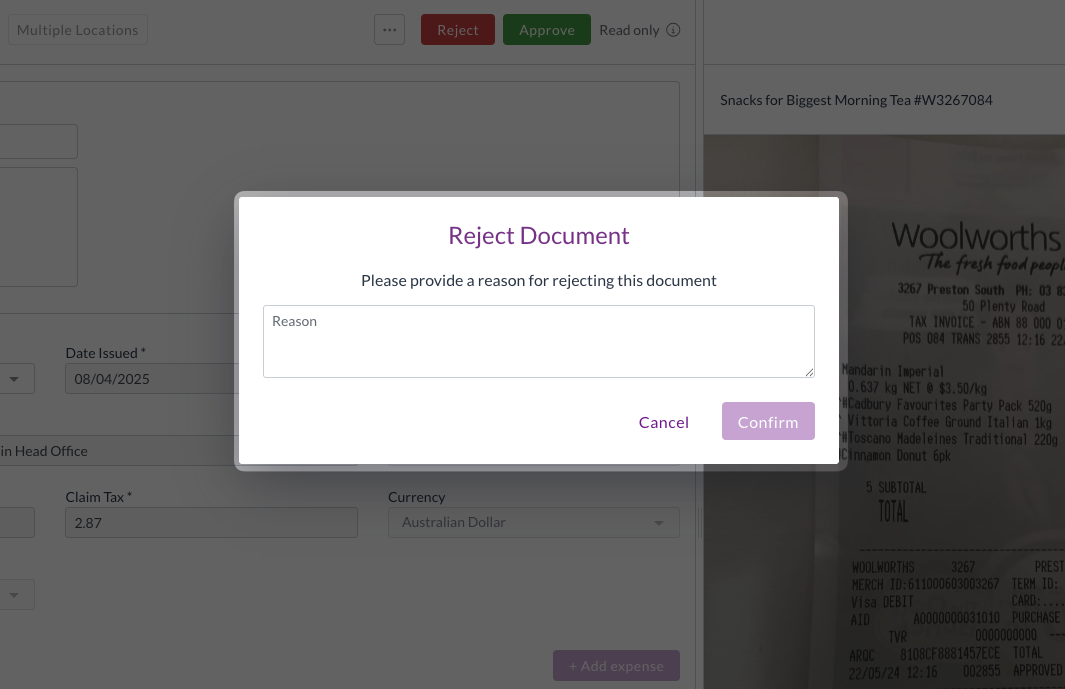 Multiple Locations
...
Reject
Approve
Read only
Snacks for Biggest Morning Tea #W3267084
Reject Document
Please provide a reason for rejecting this document
Reason
Cancel
Confirm
Date Issued *
08/04/2025
in Head Office
Claim Tax *
2.87
Currency
Australian Dollar
+ Add expense
Woolworths
The fresh food peopl
3267 Preston South PH: 03 8
50 Plenty Road
TAX INVOICE - ABN 88 000 0
POS 084 TRANS 2855 12:16 22/
Mandarin Imperial
0.637 kg NET @ $3.50/kg
^#Cadbury Favourites Party Pack 520g
Vittoria Coffee Ground Italian 1kg
^#Toscano Madeleines Traditional 220g
Cinnamon Donut 6pk
5 SUBTOTAL
TOTAL
WOOLWORTHS 3267 PREST
MERCH ID:611000603003267 TERM ID:
Visa DEBIT CARD:....
AID A0000000031010 PURCHASE
TVR 0000000000
ARQC 8108CF8881457ECE TOTAL
22/05/24 12:16 002855 APPROVED